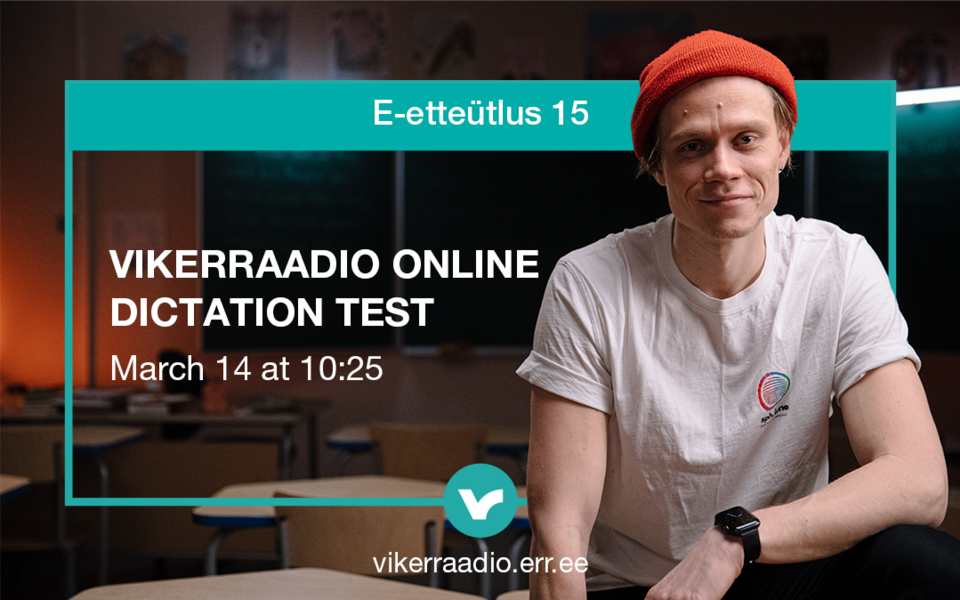 E-etteütlus 15
VIKERRAADIO ONLINE
DICTATION TEST
March 14 at 10:25
vikerraadio.err.ee